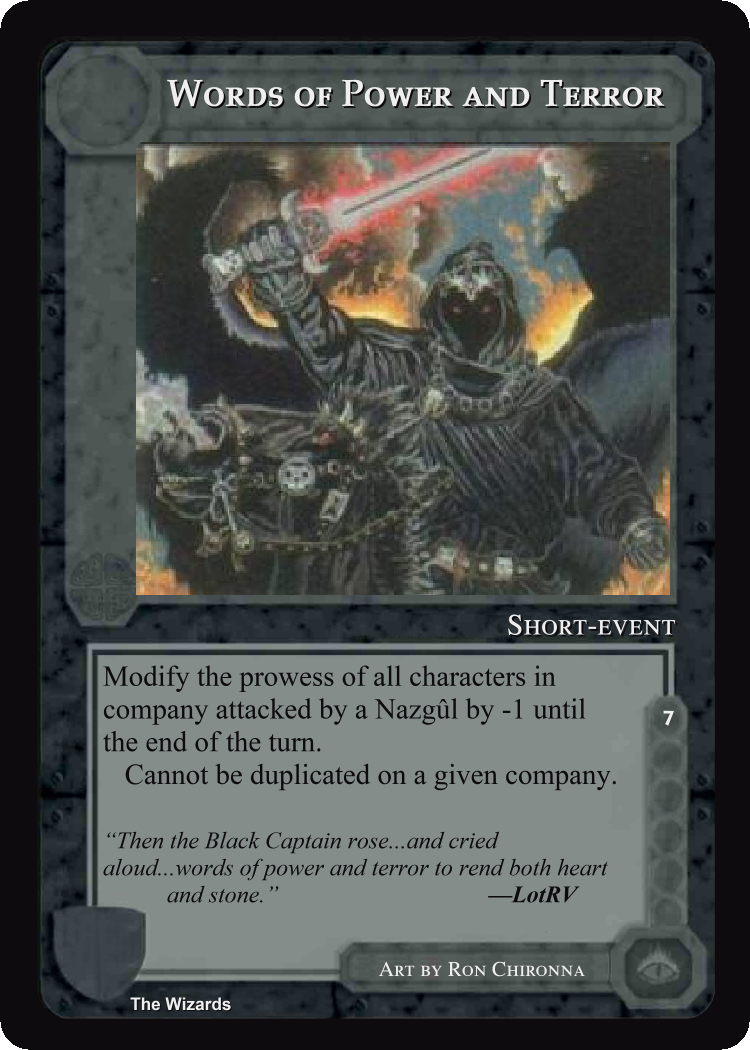 Words of Power and Terror
Short-event
Modify the prowess of all characters in
company attacked by a Nazgûl by -1 until
the end of the turn.
Cannot be duplicated on a given company.
7
“Then the Black Captain rose...and cried
aloud...words of power and terror to rend both heart
and stone.” —LotRV
Art by Ron Chironna
The Wizards